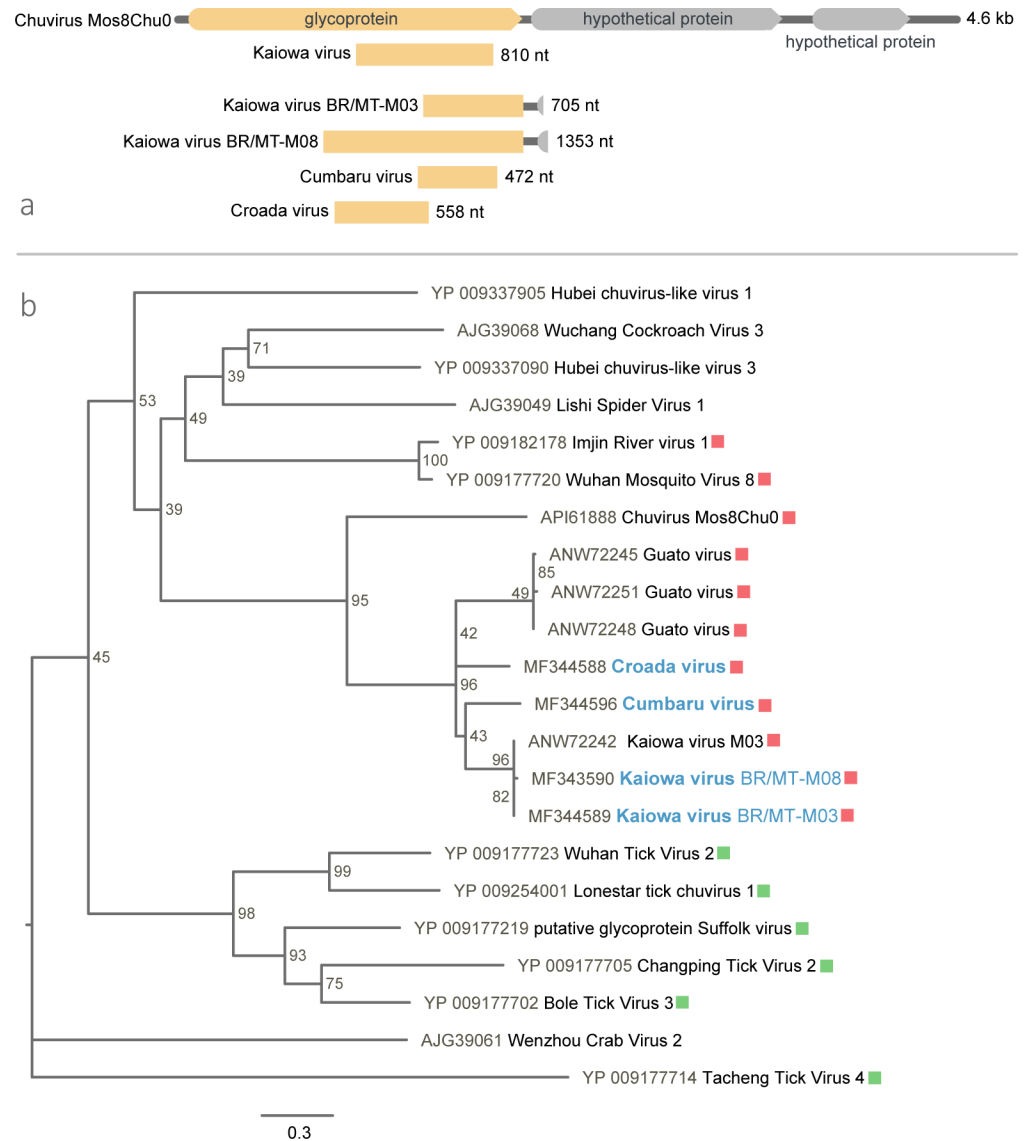 Chuvirus Mos8Chu0 glycoprotein hypothetical protein 4.6 kb
hypothetical protein
Kaiowa virus 810 nt
Kaiowa virus BR/MT-M03 705 nt
Kaiowa virus BR/MT-M08 1353 nt
Cumbaru virus 472 nt
Croada virus 558 nt
a
b
YP 009337905 Hubei chuvirus-like virus 1
AJG39068 Wuchang Cockroach Virus 3
71
YP 009337090 Hubei chuvirus-like virus 3
39
53
AJG39049 Lishi Spider Virus 1
49
YP 009182178 Imjin River virus 1
100
YP 009177720 Wuhan Mosquito Virus 8
39
API61888 Chuvirus Mos8Chu0
ANW72245 Guato virus
85
49
ANW72251 Guato virus
95
ANW72248 Guato virus
42
45
MF344588 Croada virus
96
MF344596 Cumbaru virus
43
ANW72242 Kaiowa virus M03
96
MF343590 Kaiowa virus BR/MT-M08
82
MF344589 Kaiowa virus BR/MT-M03
YP 009177723 Wuhan Tick Virus 2
99
YP 009254001 Lonestar tick chuvirus 1
98
YP 009177219 putative glycoprotein Suffolk virus
93
YP 009177705 Changping Tick Virus 2
75
YP 009177702 Bole Tick Virus 3
AJG39061 Wenzhou Crab Virus 2
YP 009177714 Tacheng Tick Virus 4
0.3